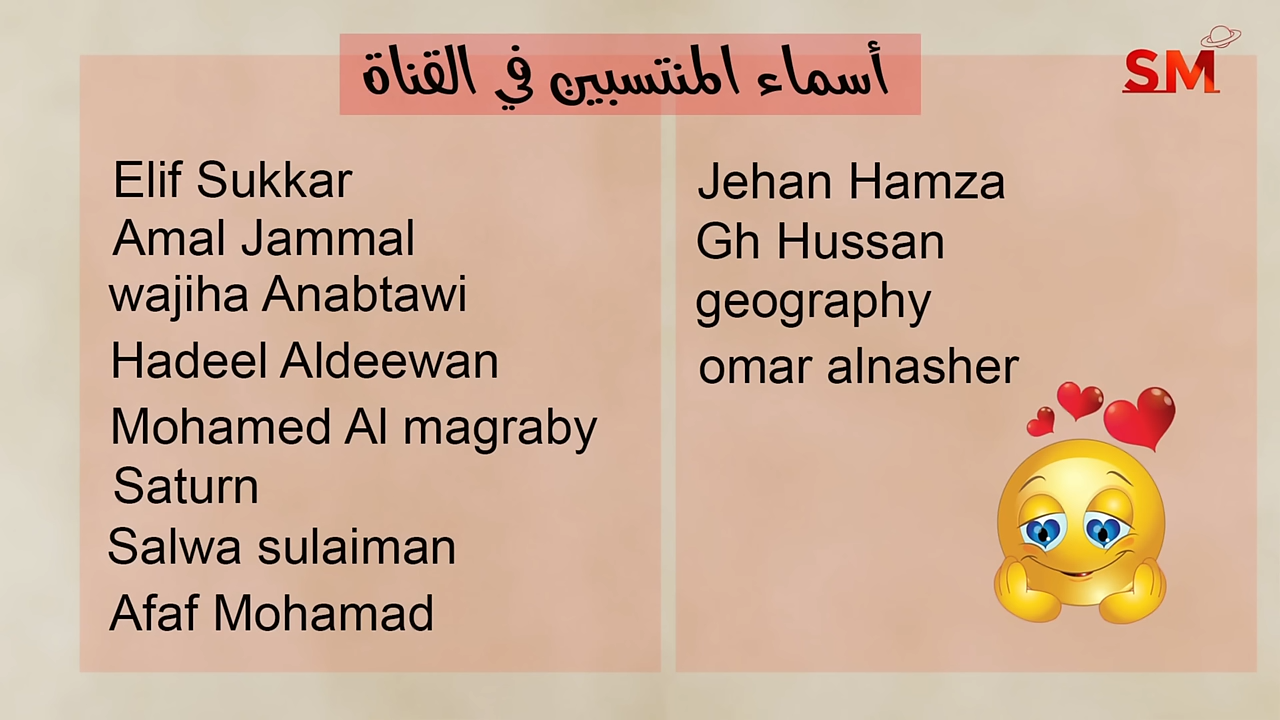 أسماء المنتسبين في القناة
SM
Elif Sukkar
Amal Jammal
wajiha Anabtawi
Hadeel Aldeewan
Mohamed Al magraby
Saturn
Salwa sulaiman
Afaf Mohamad
Jehan Hamza
Gh Hussan
geography
omar alnasher